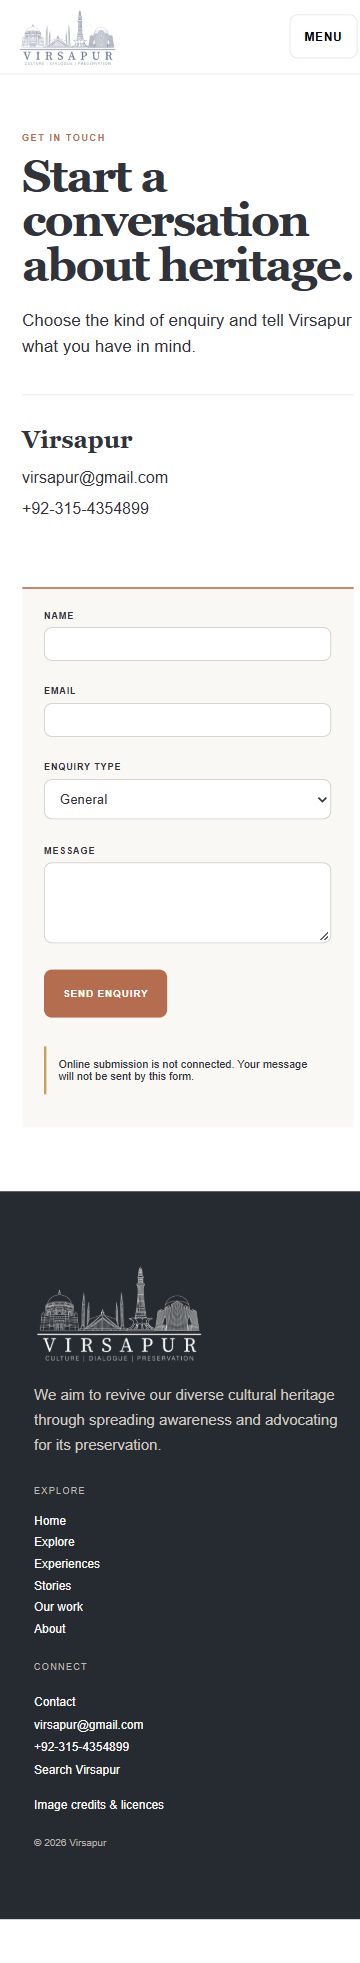 VIRSAPUR
CULTURE | DIALOGUE | PRESERVATION
MENU
GET IN TOUCH
Start a
conversation
about heritage.
Choose the kind of enquiry and tell Virsapur
what you have in mind.
Virsapur
virsapur@gmail.com
+92-315-4354899
NAME
EMAIL
ENQUIRY TYPE
General
MESSAGE
SEND ENQUIRY
Online submission is not connected. Your message
will not be sent by this form.
VIRSAPUR
CULTURE | DIALOGUE | PRESERVATION
We aim to revive our diverse cultural heritage
through spreading awareness and advocating
for its preservation.
EXPLORE
Home
Explore
Experiences
Stories
Our work
About
CONNECT
Contact
virsapur@gmail.com
+92-315-4354899
Search Virsapur
Image credits & licences
© 2026 Virsapur